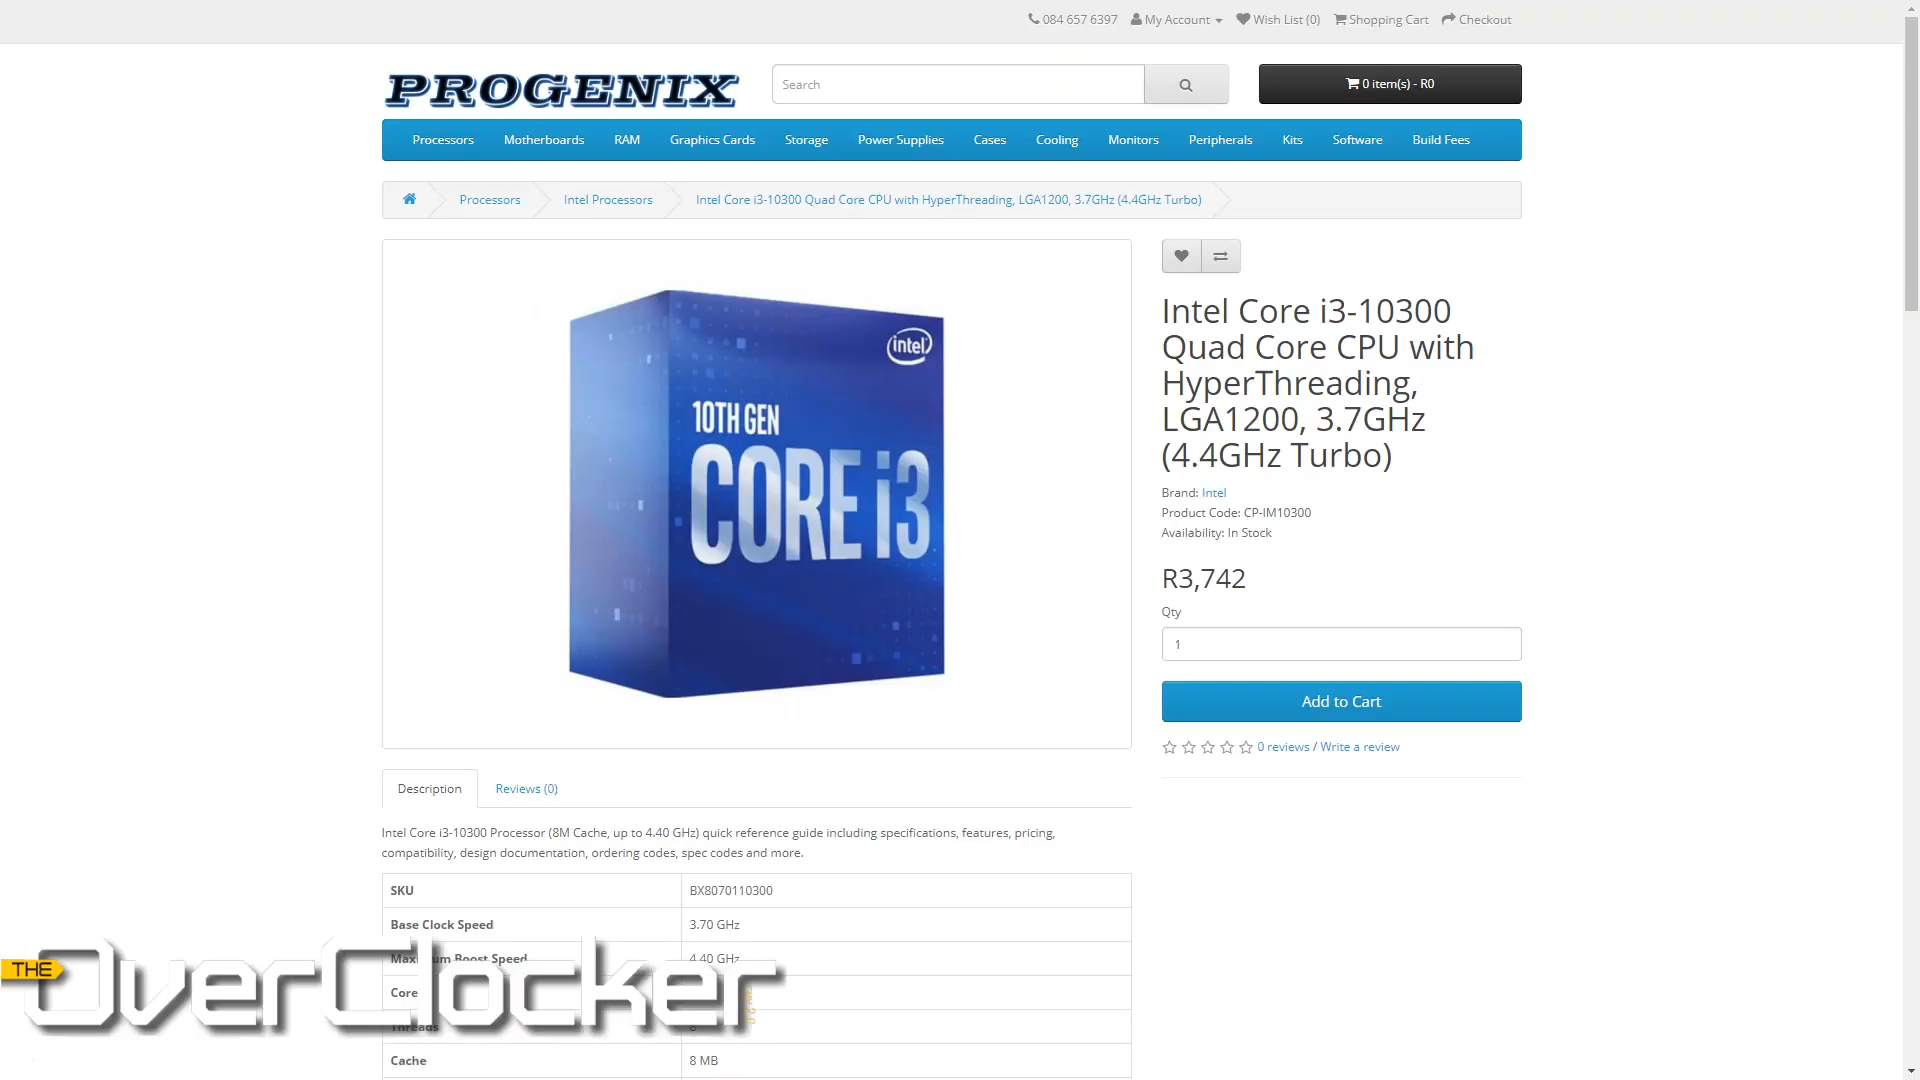 084 657 6397 My Account Wish List (0) Shopping Cart Checkout
PROGENIX
Search
0 item(s) - R0
Processors Motherboards RAM Graphics Cards Storage Power Supplies Cases Cooling Monitors Peripherals Kits Software Build Fees
Processors Intel Processors Intel Core i3-10300 Quad Core CPU with HyperThreading, LGA1200, 3.7GHz (4.4GHz Turbo)
intel
10TH GEN
CORE i3
Intel Core i3-10300
Quad Core CPU with
HyperThreading,
LGA1200, 3.7GHz
(4.4GHz Turbo)
Brand: Intel
Product Code: CP-IM10300
Availability: In Stock
R3,742
Qty
1
Add to Cart
0 reviews / Write a review
Description Reviews (0)
Intel Core i3-10300 Processor (8M Cache, up to 4.40 GHz) quick reference guide including specifications, features, pricing,
compatibility, design documentation, ordering codes, spec codes and more.
SKU BX8070110300
Base Clock Speed 3.70 GHz
Maximum Boost Speed 4.40 GHz
Core
THE OverClocker
Threads 8
Cache 8 MB